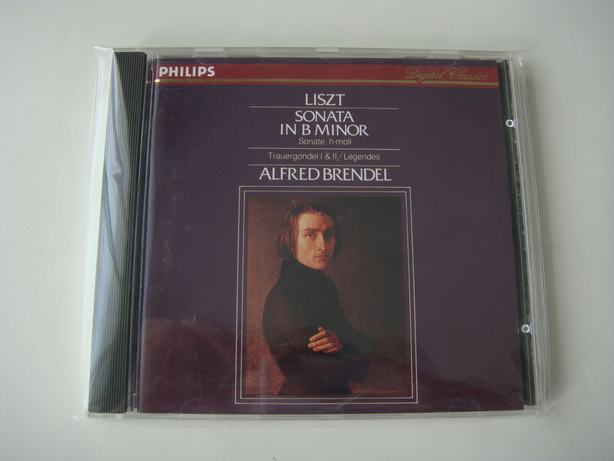 PHILIPS
Digital Classics
LISZT
SONATA
IN B MINOR
Sonate h-moll
Trauergondel I & II/Légendes
ALFRED BRENDEL